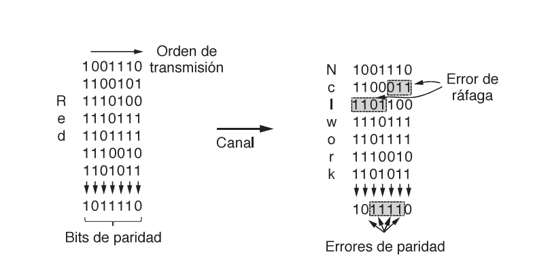 Orden de
transmisión
1001110
1100101
R 1110100
e 1110111
d 1101111
1110010
1101011
1011110
Bits de paridad
Canal
N 1001110
c 1100011
l 1101100
w 1110111
o 1101111
r 1110010
k 1101011
1011110
Error de
ráfaga
Errores de paridad